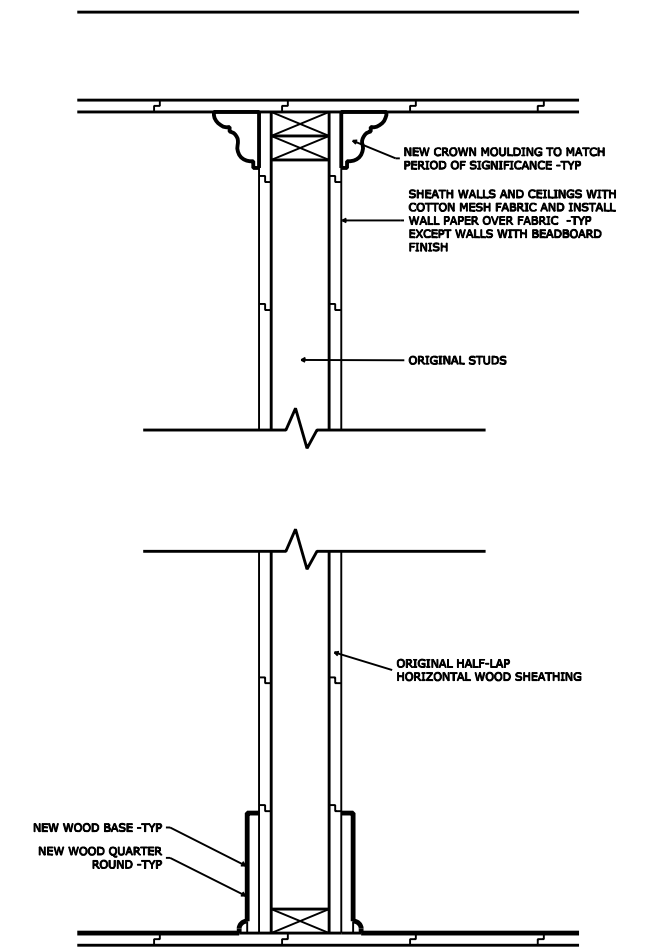 NEW CROWN MOULDING TO MATCH
PERIOD OF SIGNIFICANCE -TYP
SHEATH WALLS AND CEILINGS WITH
COTTON MESH FABRIC AND INSTALL
WALL PAPER OVER FABRIC -TYP
EXCEPT WALLS WITH BEADBOARD
FINISH
ORIGINAL STUDS
ORIGINAL HALF-LAP
HORIZONTAL WOOD SHEATHING
NEW WOOD BASE -TYP
NEW WOOD QUARTER
ROUND -TYP